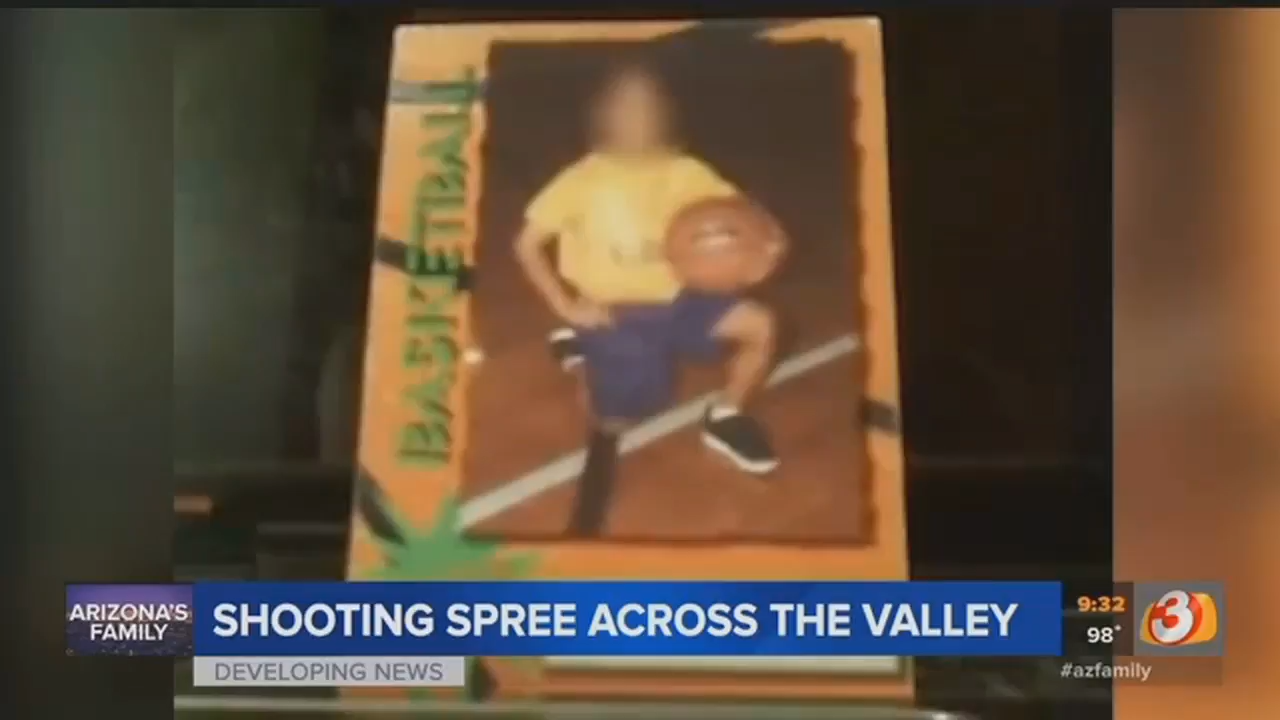 BASKETBALL
ARIZONA'S
FAMILY
SHOOTING SPREE ACROSS THE VALLEY
DEVELOPING NEWS
9:32
98°
3
#azfamily